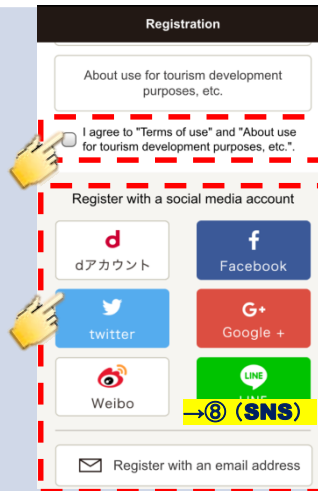 Registration
About use for tourism development
purposes, etc.
I agree to "Terms of use" and "About use
for tourism development purposes, etc.".
Register with a social media account
d
dアカウント
f
Facebook
twitter
G+
Google +
Weibo
LINE
LINE
→⑧（SNS）
Register with an email address